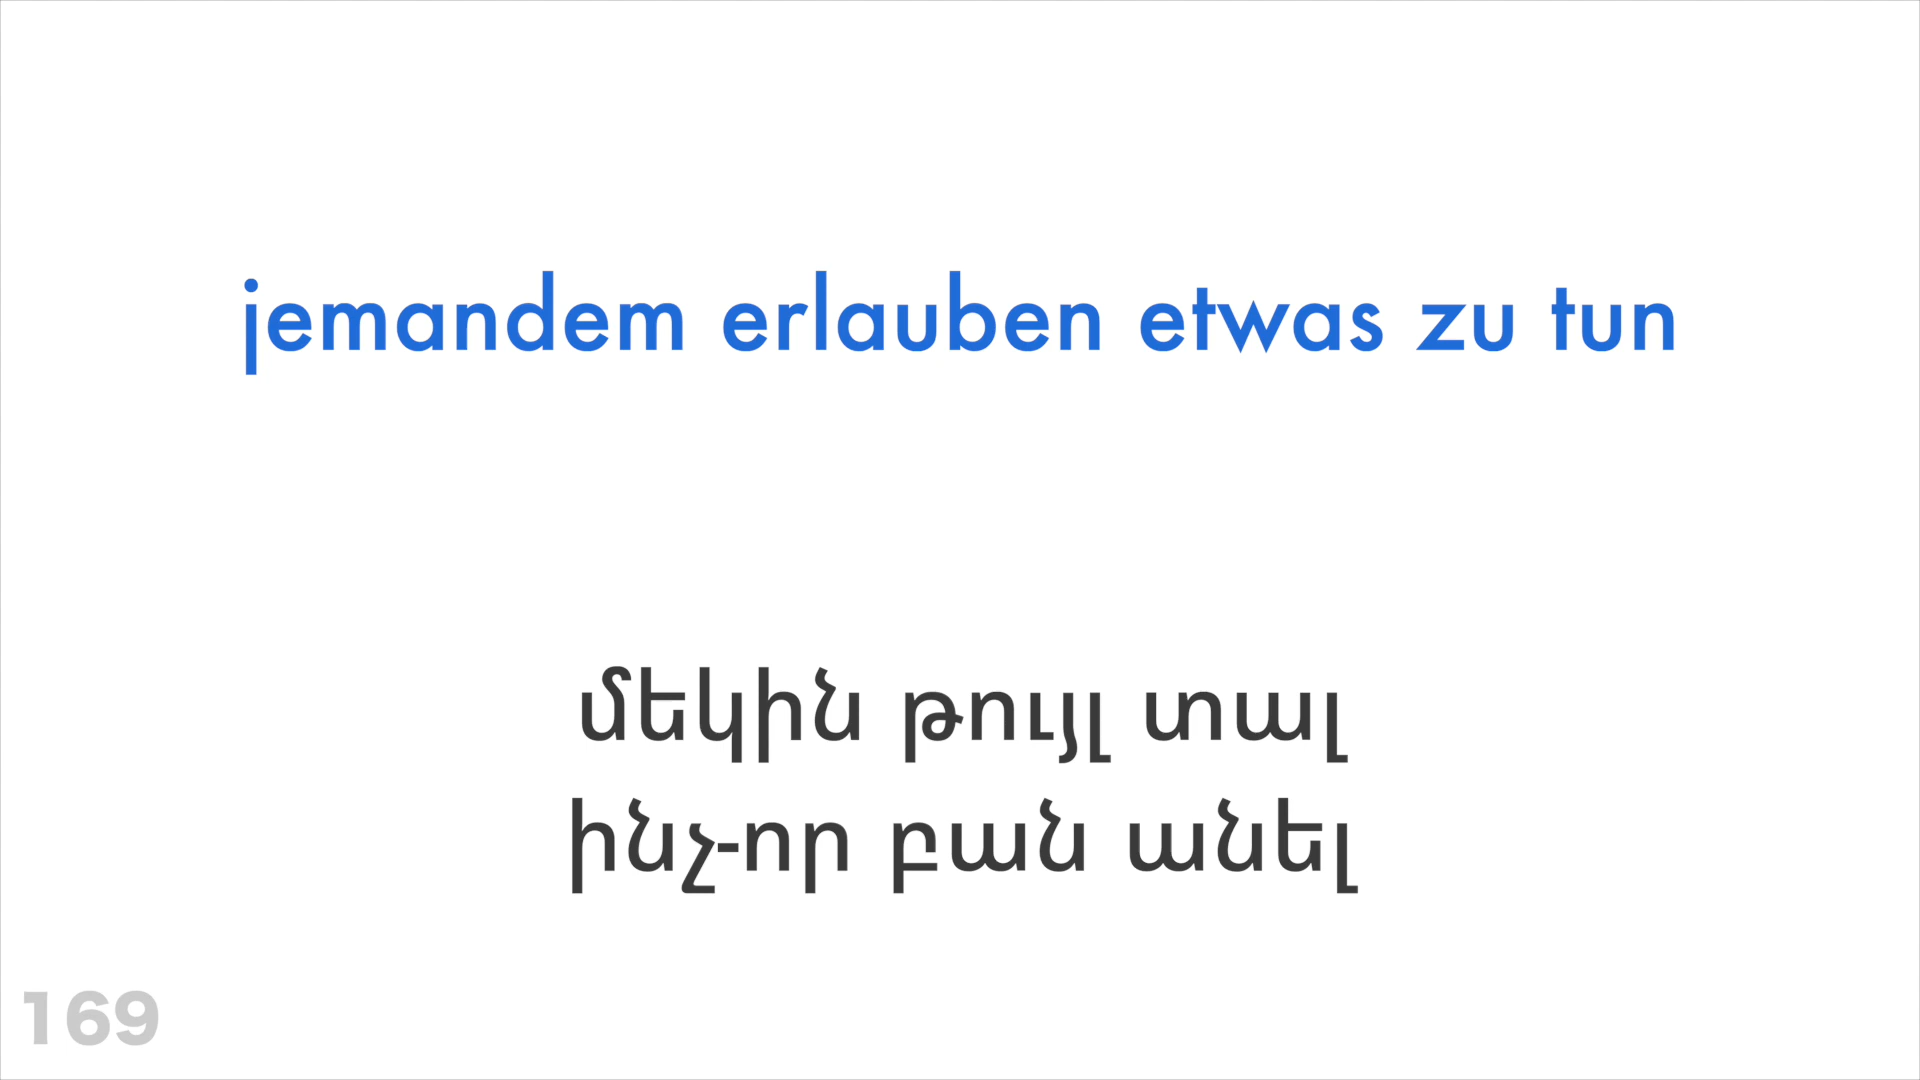 jemandem erlauben etwas zu tun
մեկին թույլ տալ
ինչ-որ բան անել
169